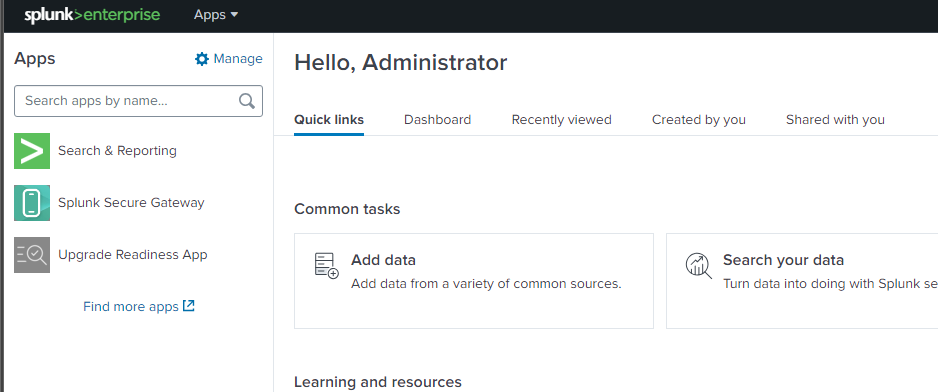 splunk>enterprise Apps
Apps Manage
Search apps by name...
Search & Reporting
Splunk Secure Gateway
Upgrade Readiness App
Find more apps
Hello, Administrator
Quick links Dashboard Recently viewed Created by you Shared with you
Common tasks
Add data
Add data from a variety of common sources.
Search your data
Turn data into doing with Splunk se
Learning and resources